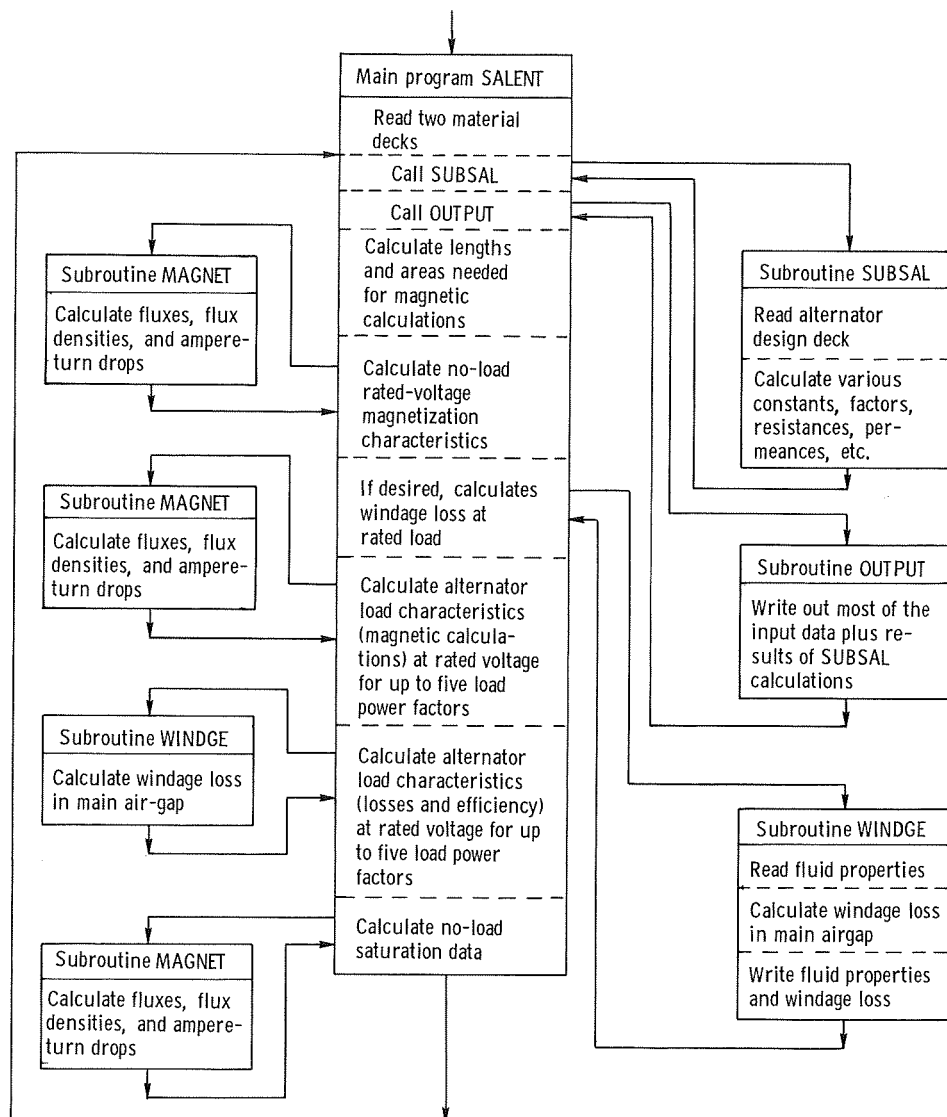 Main program SALENT
Read two material
decks
Call SUBSAL
Call OUTPUT
Calculate lengths
and areas needed
for magnetic
calculations
Calculate no-load
rated-voltage
magnetization
characteristics
If desired, calculates
windage loss at
rated load
Calculate alternator
load characteristics
(magnetic calcula-
tions) at rated voltage
for up to five load
power factors
Calculate alternator
load characteristics
(losses and efficiency)
at rated voltage for up
to five load power
factors
Calculate no-load
saturation data
Subroutine MAGNET
Calculate fluxes, flux
densities, and ampere-
turn drops
Subroutine MAGNET
Calculate fluxes, flux
densities, and ampere-
turn drops
Subroutine WINDGE
Calculate windage loss
in main air-gap
Subroutine MAGNET
Calculate fluxes, flux
densities, and ampere-
turn drops
Subroutine SUBSAL
Read alternator
design deck
Calculate various
constants, factors,
resistances, per-
meances, etc.
Subroutine OUTPUT
Write out most of the
input data plus re-
sults of SUBSAL
calculations
Subroutine WINDGE
Read fluid properties
Calculate windage loss
in main airgap
Write fluid properties
and windage loss